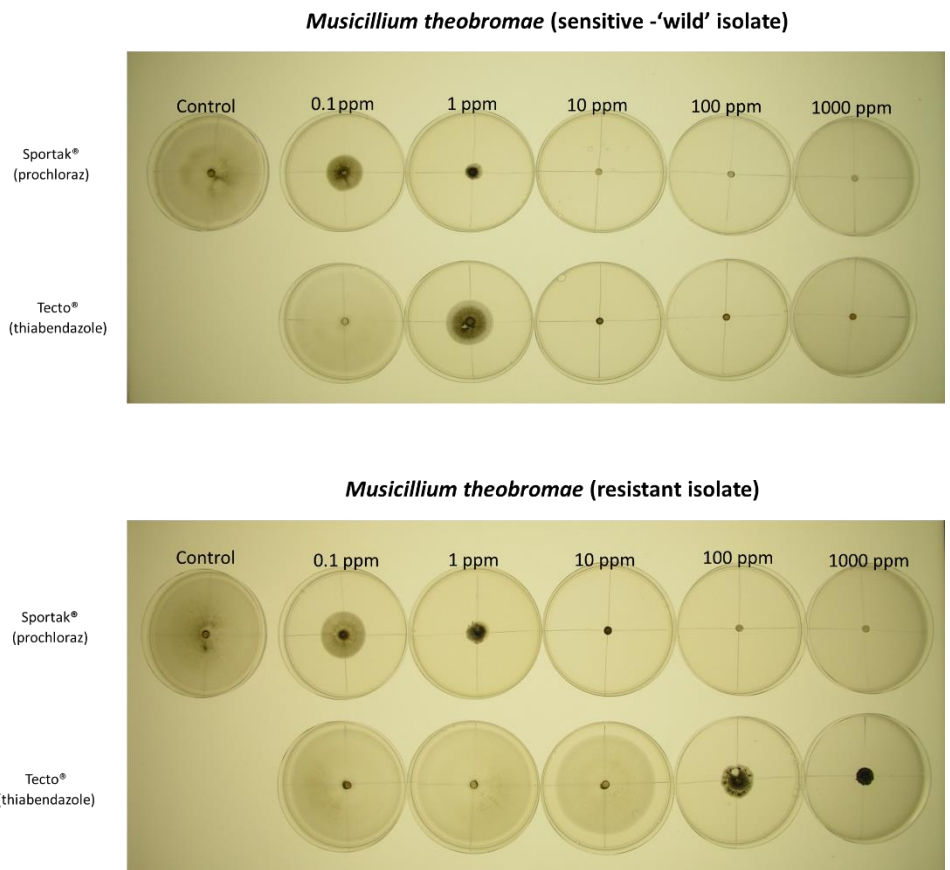 Musicillium theobromae (sensitive -‘wild’ isolate)
Control 0.1 ppm 1 ppm 10 ppm 100 ppm 1000 ppm
Sportak®
(prochloraz)
Tecto®
(thiabendazole)
Musicillium theobromae (resistant isolate)
Control 0.1 ppm 1 ppm 10 ppm 100 ppm 1000 ppm
Sportak®
(prochloraz)
Tecto®
(thiabendazole)